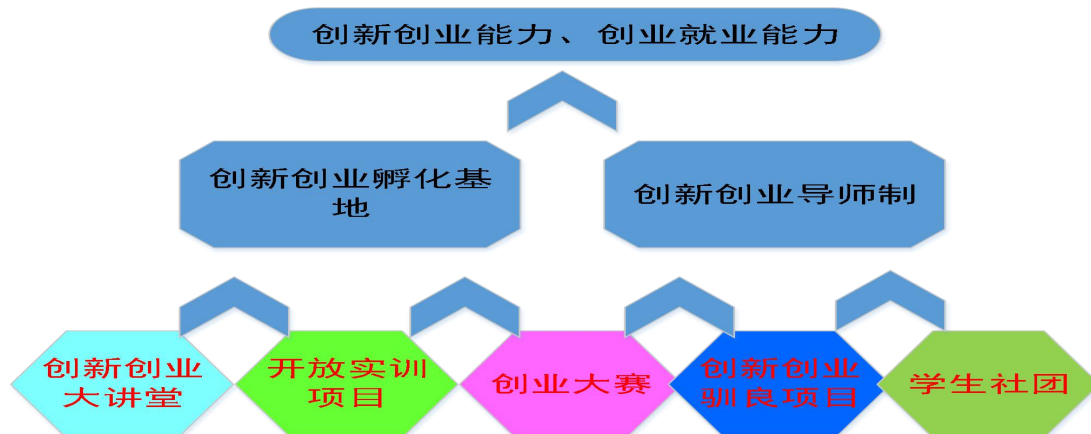 创新创业能力、创业就业能力
创新创业孵化基
地
创新创业导师制
创新创业
大讲堂
开放实训
项目
创业大赛
创新创业
驯良项目
学生社团